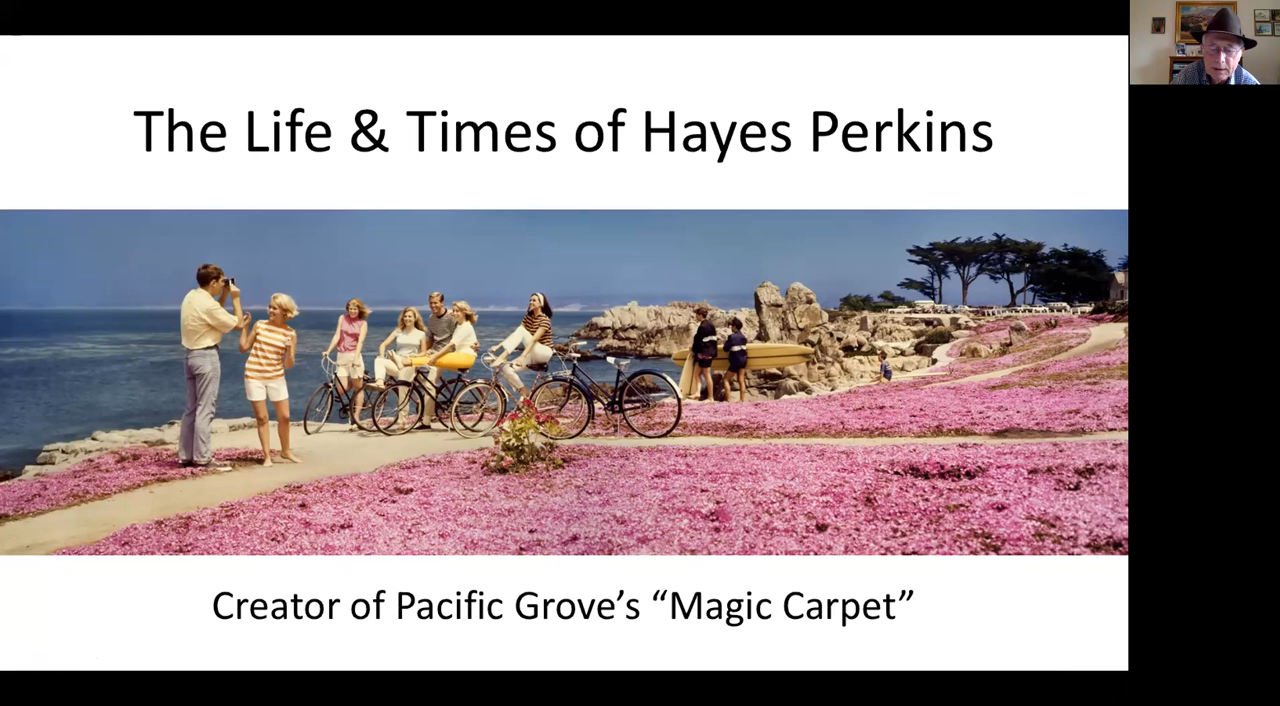 The Life & Times of Hayes Perkins
Creator of Pacific Grove’s “Magic Carpet”